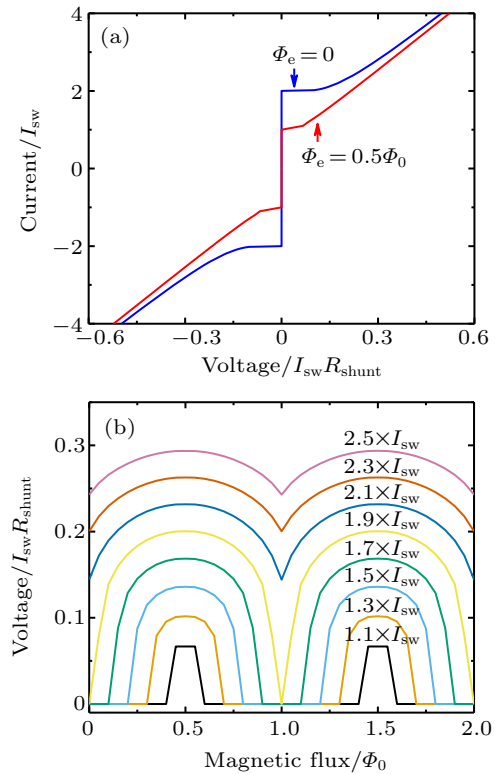 (a)
Φe = 0
Φe = 0.5Φ0
4
2
0
−2
−4
Current/Isw
−0.6 −0.3 0 0.3 0.6
Voltage/IswRshunt
(b)
2.5×Isw
2.3×Isw
2.1×Isw
1.9×Isw
1.7×Isw
1.5×Isw
1.3×Isw
1.1×Isw
0.3
0.2
0.1
0
Voltage/IswRshunt
0 0.5 1.0 1.5 2.0
Magnetic flux/Φ0